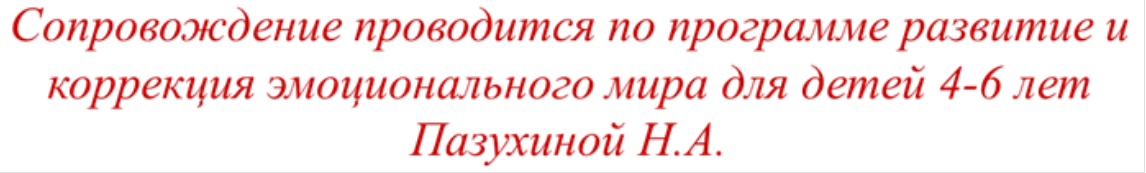 Сопровождение проводится по программе развитие и
коррекция эмоционального мира для детей 4-6 лет
Пазухиной Н.А.